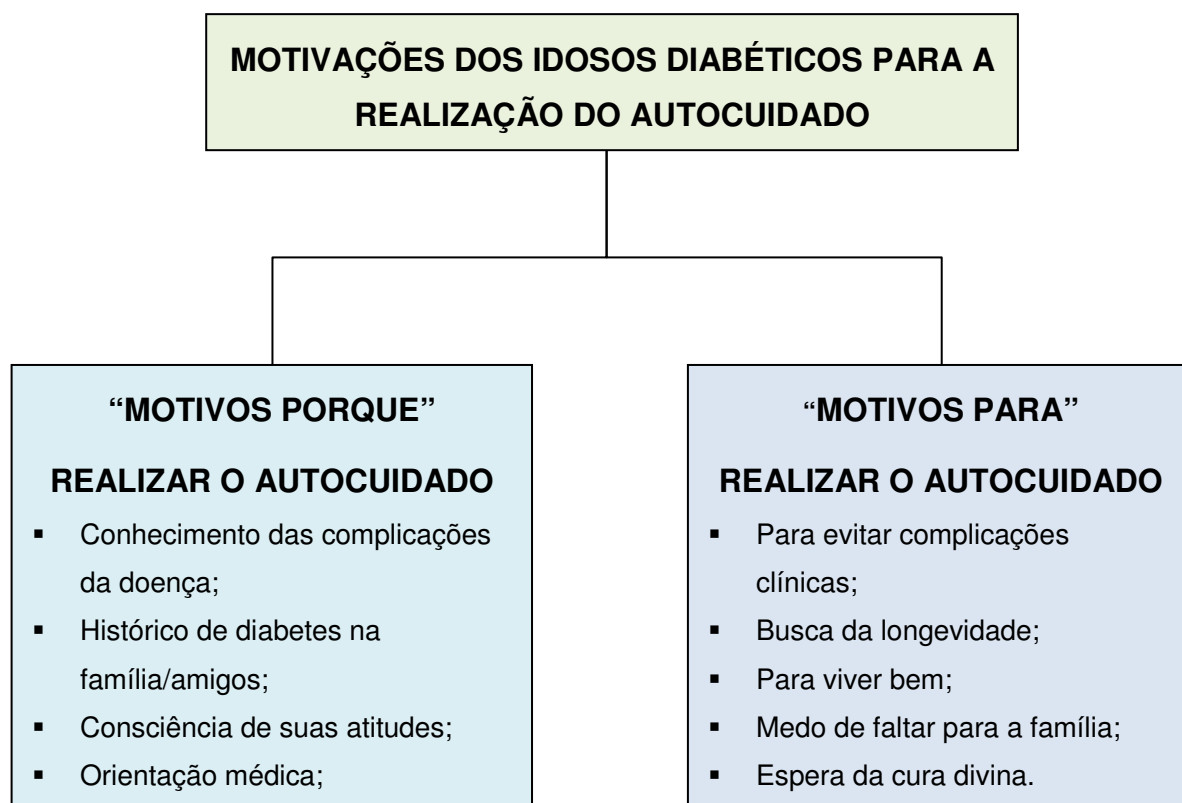 MOTIVAÇÕES DOS IDOSOS DIABÉTICOS PARA A
REALIZAÇÃO DO AUTOCUIDADO
“MOTIVOS PORQUE”
REALIZAR O AUTOCUIDADO
▪ Conhecimento das complicações
da doença;
▪ Histórico de diabetes na
família/amigos;
▪ Consciência de suas atitudes;
▪ Orientação médica;
“MOTIVOS PARA”
REALIZAR O AUTOCUIDADO
▪ Para evitar complicações
clínicas;
▪ Busca da longevidade;
▪ Para viver bem;
▪ Medo de faltar para a família;
▪ Espera da cura divina.